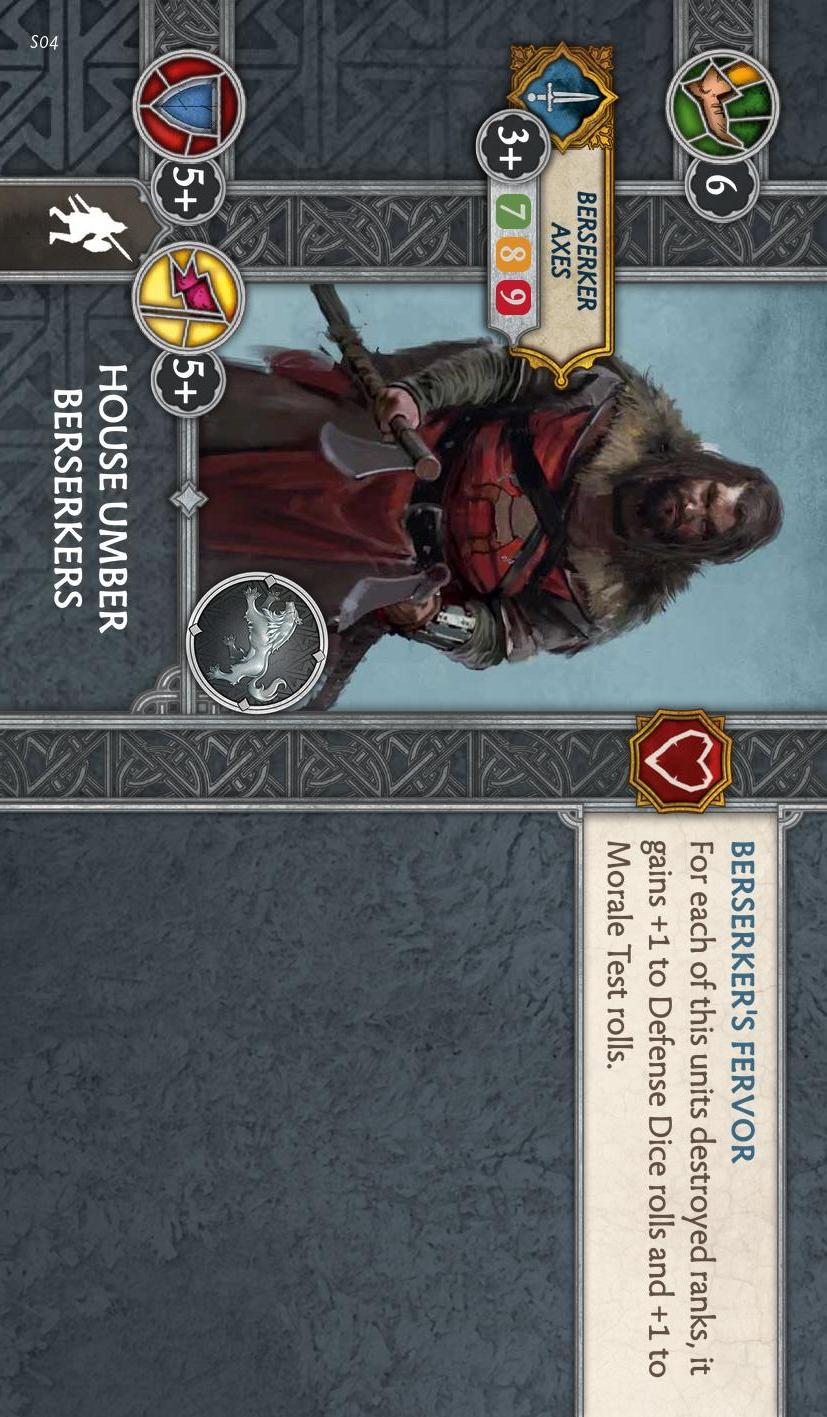 6
BERSERKER
AXES
3+
7 8 9
5+
5+
HOUSE UMBER
BERSERKERS
S04
BERSERKER'S FERVOR
For each of this units destroyed ranks, it
gains +1 to Defense Dice rolls and +1 to
Morale Test rolls.